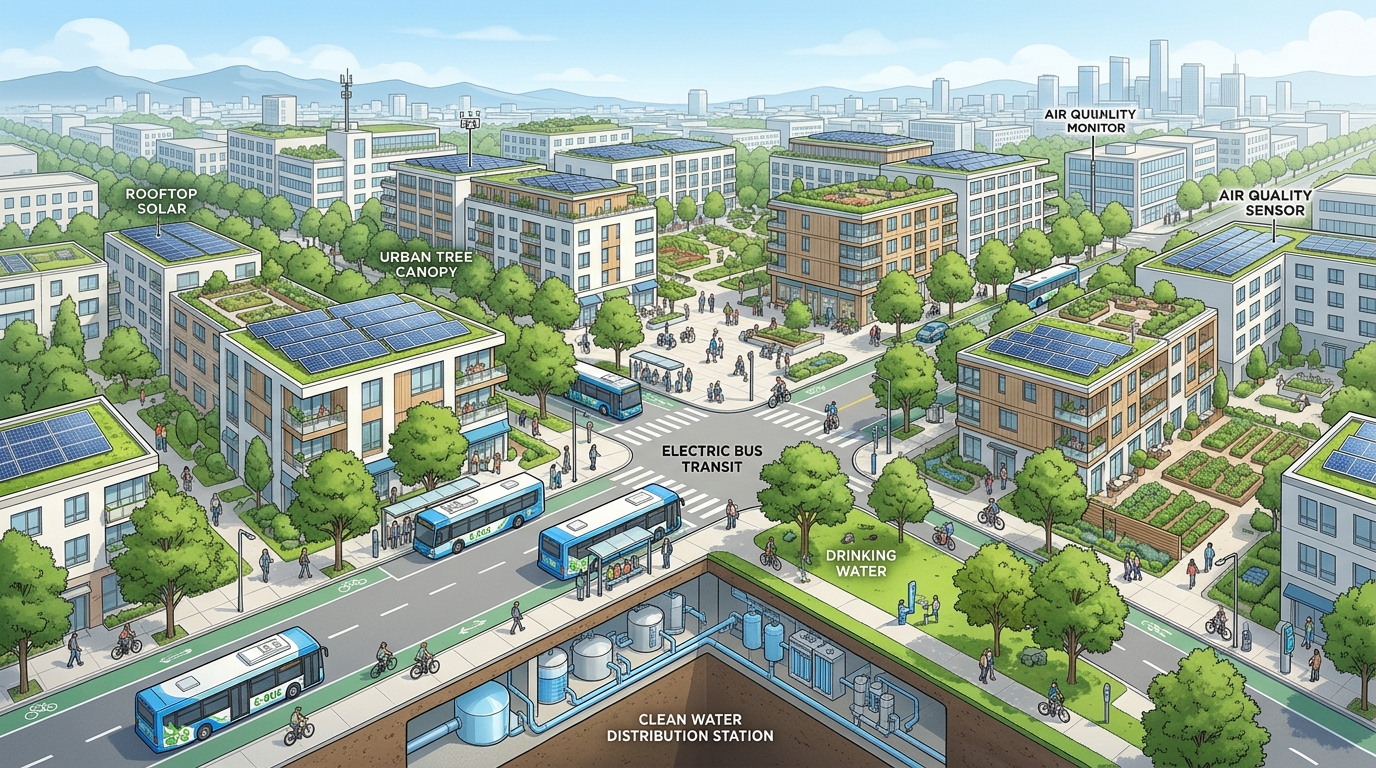 AIR QUǗNLITY
MONITOR
ROOFTOP
SOLAR
AIR QUALITY
SENSOR
URBAN TREE
CANOPY
ELECTRIC BUS
TRANSIT
DRINKING
WATER
E-BUS
CLEAN WATER
DISTRIBUTION STATION